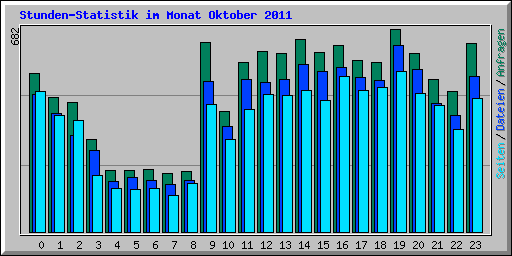 Stunden-Statistik im Monat Oktober 2011
682
Seiten / Dateien / Anfragen
0 1 2 3 4 5 6 7 8 9 10 11 12 13 14 15 16 17 18 19 20 21 22 23